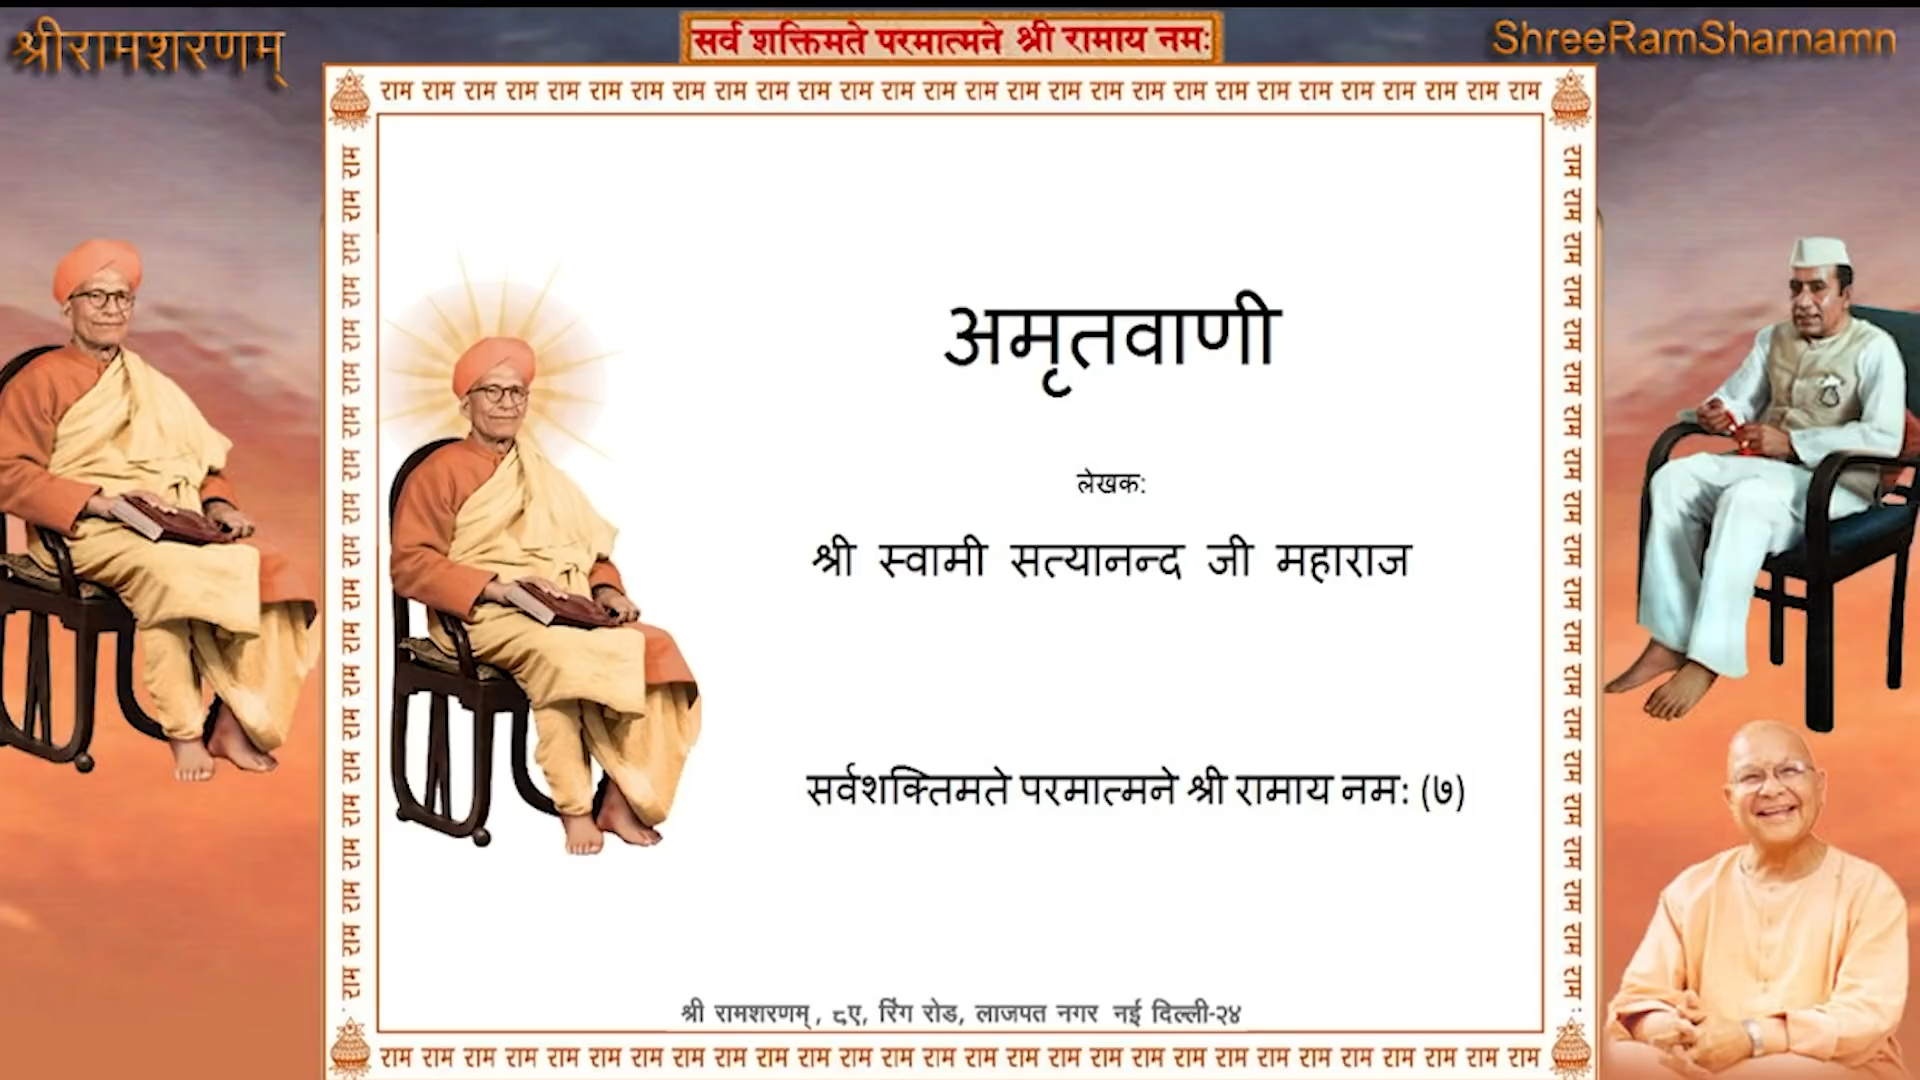 श्रीरामशरणम्
सर्व शक्तिमते परमात्मने श्री रामाय नमः
ShreeRamSharnamn
राम राम राम राम राम राम राम राम राम राम राम राम राम राम राम राम राम राम राम राम राम राम राम राम राम राम राम राम
राम राम राम राम राम राम राम राम राम राम राम राम राम राम राम राम राम राम राम राम
अमृतवाणी
लेखक:
श्री स्वामी सत्यानन्द जी महाराज
सर्वशक्तिमते परमात्मने श्री रामाय नमः (७)
श्री रामशरणम् , ८ए, रिंग रोड, लाजपत नगर नई दिल्ली-२४
राम राम राम राम राम राम राम राम राम राम राम राम राम राम राम राम राम राम राम राम
राम राम राम राम राम राम राम राम राम राम राम राम राम राम राम राम राम राम राम राम राम राम राम राम राम राम राम राम